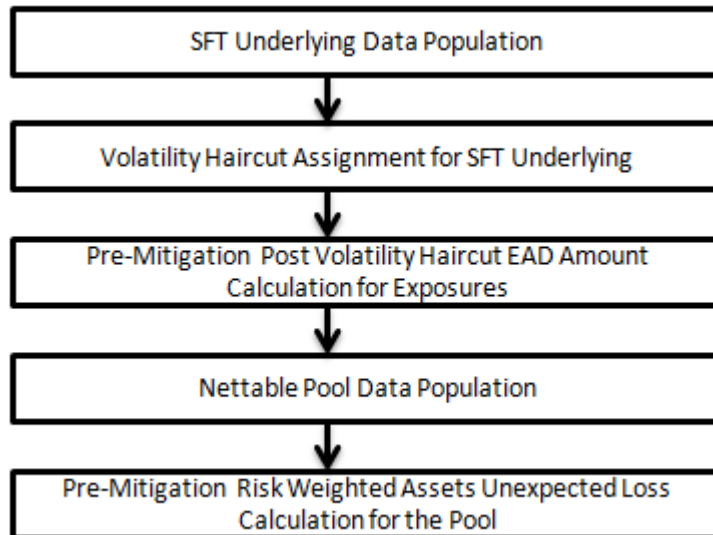 SFT Underlying Data Population
Volatility Haircut Assignment for SFT Underlying
Pre-Mitigation Post Volatility Haircut EAD Amount
Calculation for Exposures
Nettable Pool Data Population
Pre-Mitigation Risk Weighted Assets Unexpected Loss
Calculation for the Pool